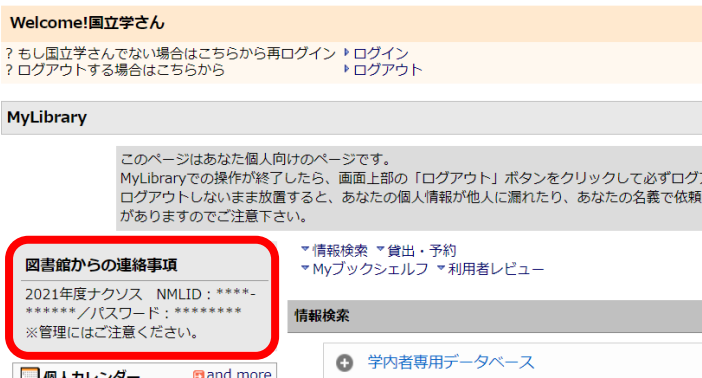 Welcome!国立学さん
? もし国立学さんでない場合はこちらから再ログイン ログイン
? ログアウトする場合はこちらから ログアウト
MyLibrary
このページはあなた個人向けのページです。
MyLibraryでの操作が終了したら、画面上部の「ログアウト」ボタンをクリックして必ずログ
ログアウトしないまま放置すると、あなたの個人情報が他人に漏れたり、あなたの名義で依頼
がありますのでご注意下さい。
情報検索 貸出・予約
Myブックシェルフ 利用者レビュー
図書館からの連絡事項
2021年度ナクソス NMLID:****-
******/パスワード:********
※管理にはご注意ください。
情報検索
学内者専用データベース
個人カレンダー and more